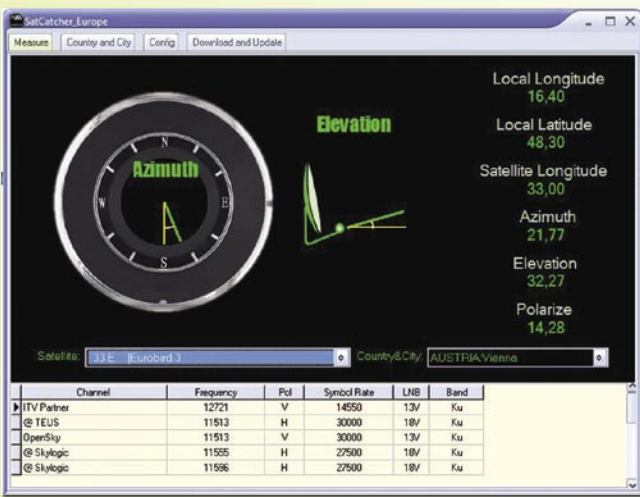 SatCatcher_Europe
Measure Country and City Config Download and Update
Local Longitude
16,40
Local Latitude
48,30
Satellite Longitude
33,00
Azimuth
21,77
Elevation
32,27
Polarize
14,28
N
Azimuth
W E
S
Elevation
Satellite: 33 E |Eurobird 3 Country&City: AUSTRIA:Vienna
Channel Frequency Pol Symbol Rate LNB Band
ITV Partner 12721 V 14550 13V Ku
@ TEUS 11513 H 30000 18V Ku
OpenSky 11513 V 30000 13V Ku
@ Skylogic 11555 H 27500 18V Ku
@ Skylogic 11596 H 27500 18V Ku